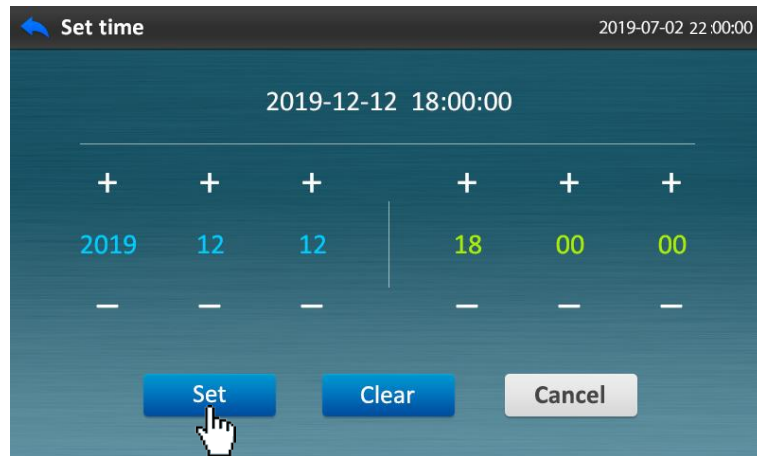 Set time 2019-07-02 22:00:00
2019-12-12 18:00:00
+ + + + + +
2019 12 12 18 00 00
− − − − − −
Set Clear Cancel